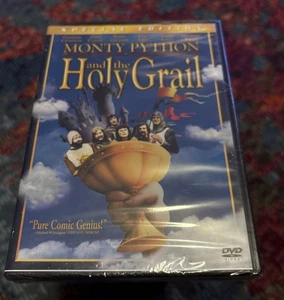 SPECIAL EDITION
MONTY PYTHON
and the
Holy Grail
"Pure Comic Genius!"
DVD